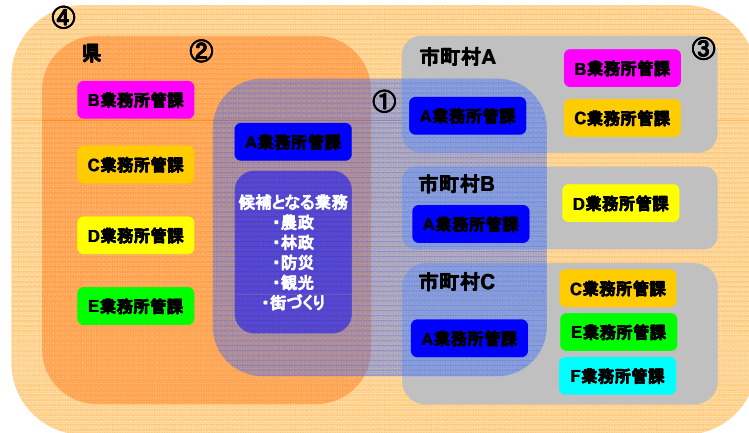 ④
県
②
B業務所管課
C業務所管課
D業務所管課
E業務所管課
①
A業務所管課
候補となる業務
・農政
・林政
・防災
・観光
・街づくり
市町村A
③
A業務所管課
B業務所管課
C業務所管課
市町村B
A業務所管課
D業務所管課
市町村C
A業務所管課
C業務所管課
E業務所管課
F業務所管課